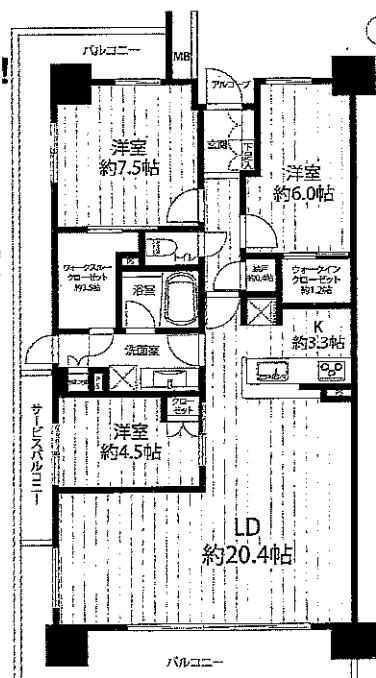 バルコニー
MB
アルコーブ
玄関
下足入
洋室
約7.5帖
洋室
約6.0帖
トイレ
ウォークスルー
クローゼット
約2.5帖
浴室
納戸
約0.4帖
ウォークイン
クローゼット
約1.2帖
K
約3.3帖
洗面室
クロー
ゼット
洋室
約4.5帖
サービスバルコニー
LD
約20.4帖
バルコニー